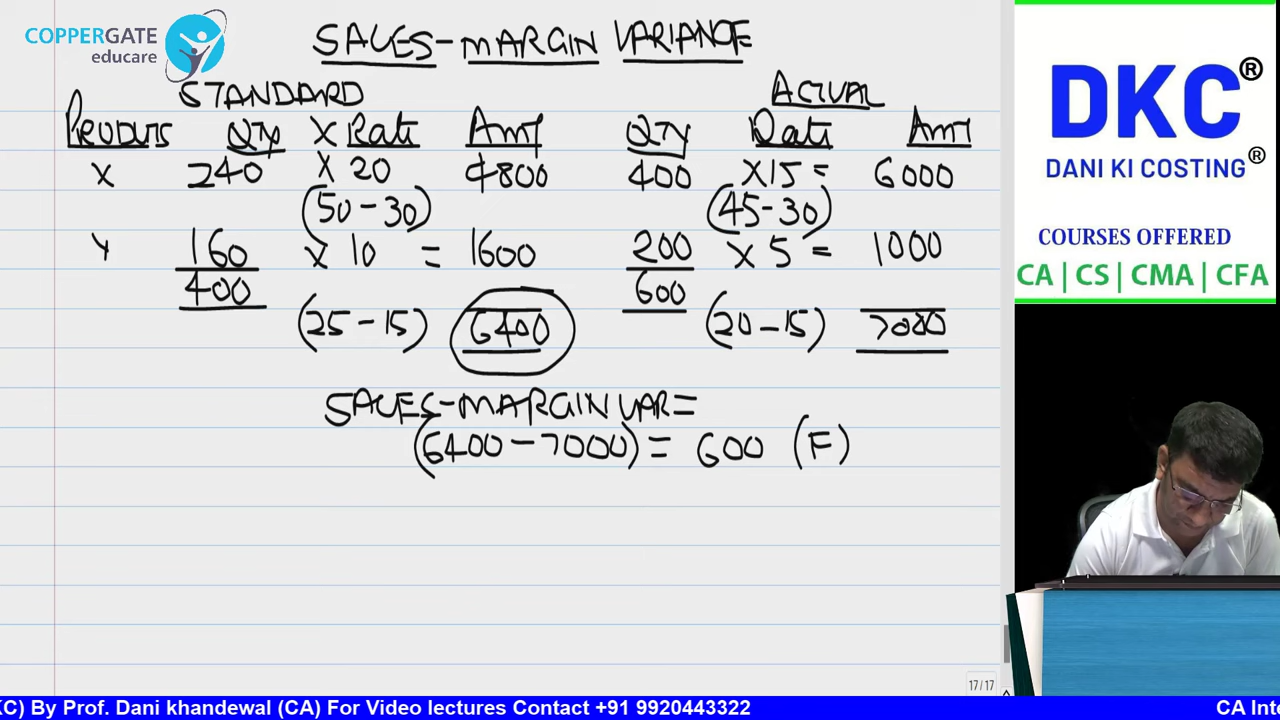 COPPERGATE
educare
SALES-MARGIN VARIANCE
STANDARD ACTUAL
PRODUTS QTY X Rate AmT QTY Rate AmT
X 240 X 20 4800 400 X15 = 6000
(50-30) (45-30)
Y 160 X 10 = 1600 200 X 5 = 1000
400 600
(25-15) 6400 (20-15) 7000
SALES-MARGIN VAR =
(6400-7000) = 600 (F)
17/17
DKC®
DANI KI COSTING®
COURSES OFFERED
CA | CS | CMA | CFA
KC) By Prof. Dani khandewal (CA) For Video lectures Contact +91 9920443322 CA Inte